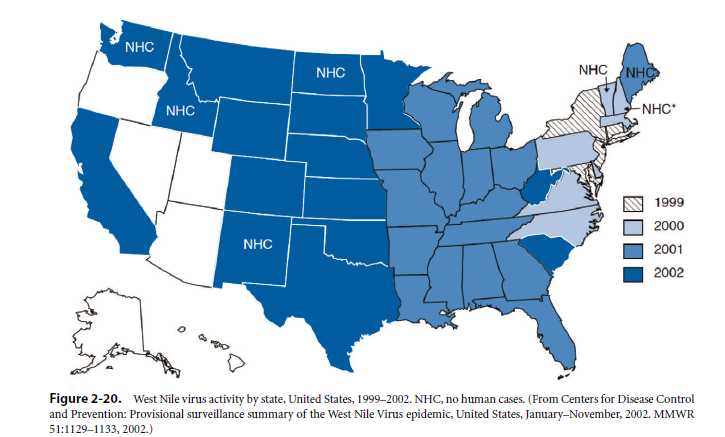 NHC
NHC
NHC
NHC
NHC
NHC
NHC*
1999
2000
2001
2002
Figure 2-20. West Nile virus activity by state, United States, 1999–2002. NHC, no human cases. (From Centers for Disease Control
and Prevention: Provisional surveillance summary of the West Nile Virus epidemic, United States, January–November, 2002. MMWR
51:1129–1133, 2002.)